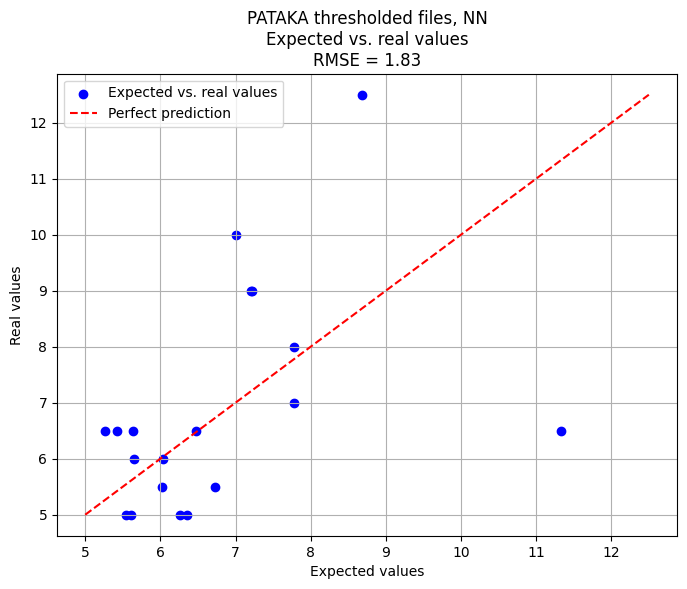 PATAKA thresholded files, NN
Expected vs. real values
RMSE = 1.83
Expected vs. real values
Perfect prediction
Real values
12
11
10
9
8
7
6
5
5 6 7 8 9 10 11 12
Expected values